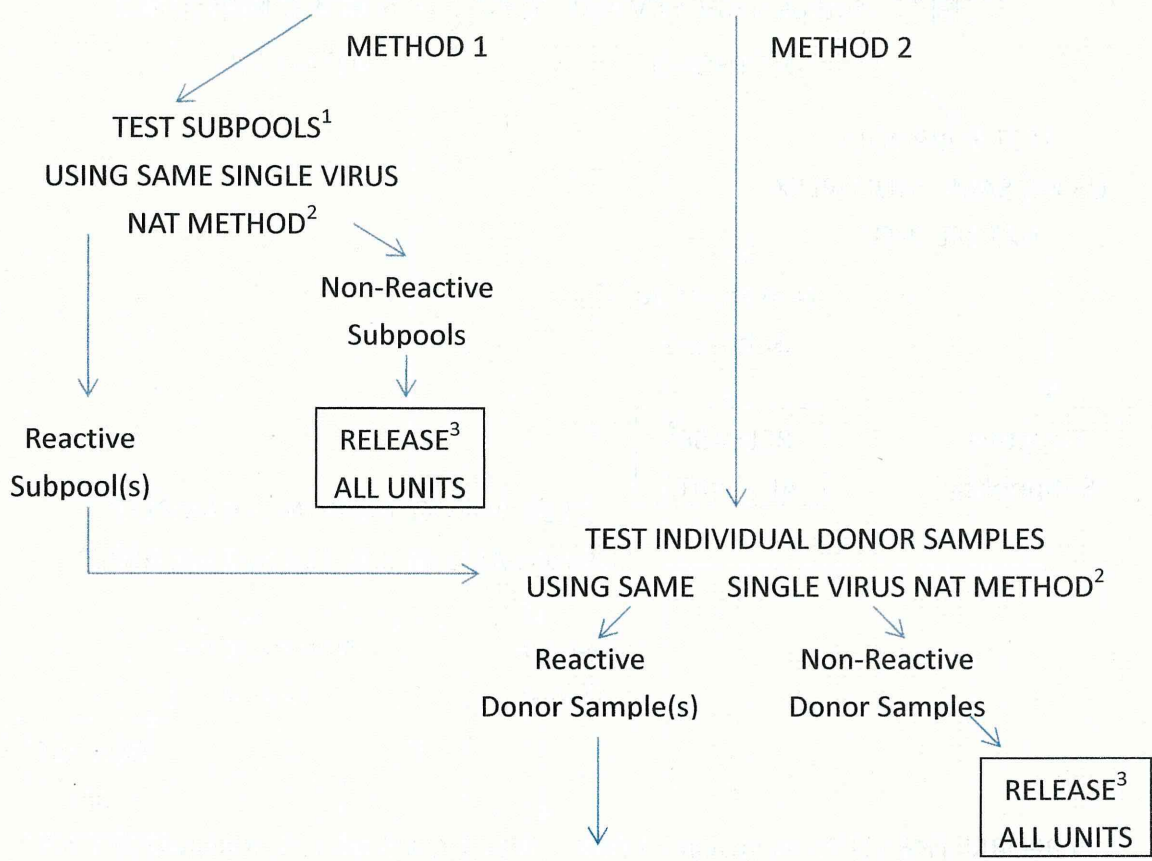 METHOD 1
METHOD 2
TEST SUBPOOLS¹
USING SAME SINGLE VIRUS
NAT METHOD²
Non-Reactive
Subpools
Reactive
Subpool(s)
RELEASE³
ALL UNITS
TEST INDIVIDUAL DONOR SAMPLES
USING SAME SINGLE VIRUS NAT METHOD²
Reactive
Donor Sample(s)
Non-Reactive
Donor Samples
RELEASE³
ALL UNITS